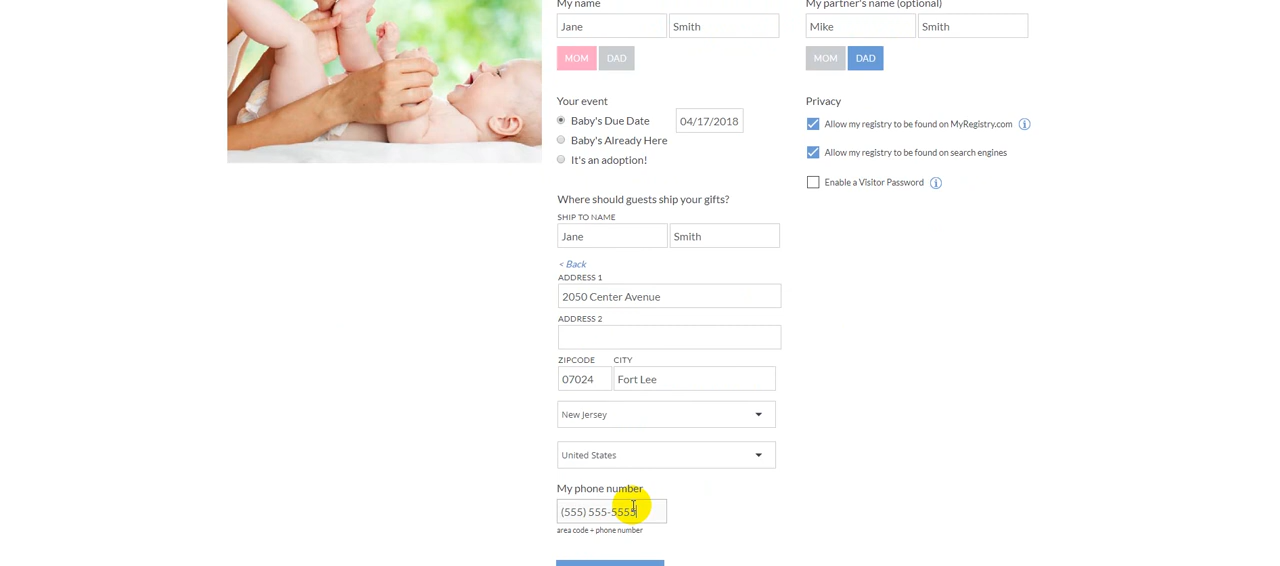 My name
Jane
Smith
MOM
DAD
My partner's name (optional)
Mike
Smith
MOM
DAD
Your event
Baby's Due Date
04/17/2018
Baby's Already Here
It's an adoption!
Privacy
Allow my registry to be found on MyRegistry.com
Allow my registry to be found on search engines
Enable a Visitor Password
Where should guests ship your gifts?
SHIP TO NAME
Jane
Smith
< Back
ADDRESS 1
2050 Center Avenue
ADDRESS 2
ZIPCODE
CITY
07024
Fort Lee
New Jersey
United States
My phone number
(555) 555-5555
area code + phone number